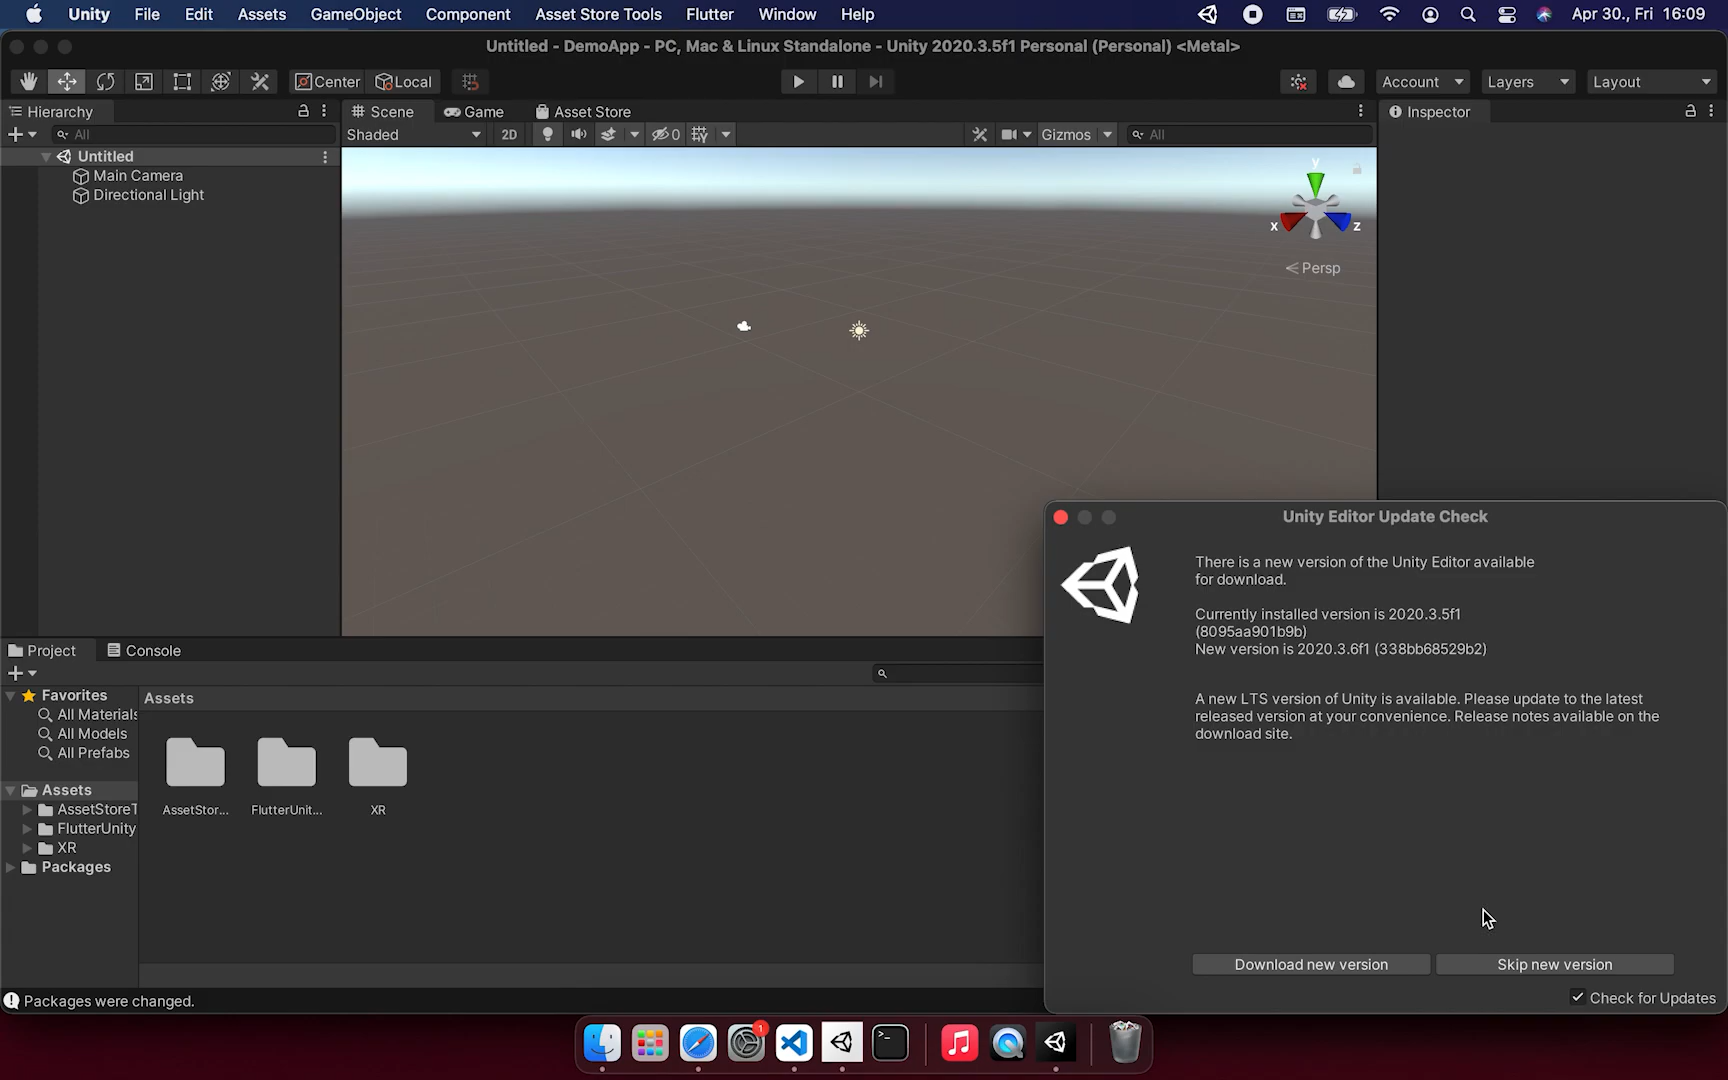 Unity File Edit Assets GameObject Component Asset Store Tools Flutter Window Help Apr 30., Fri 16:09
Untitled - DemoApp - PC, Mac & Linux Standalone - Unity 2020.3.5f1 Personal (Personal) <Metal>
Center Local Account Layers Layout
Hierarchy Scene Game Asset Store Inspector
All Shaded 2D 0 Gizmos All
Untitled
Main Camera
Directional Light
y
x z
Persp
Unity Editor Update Check
There is a new version of the Unity Editor available
for download.
Currently installed version is 2020.3.5f1
(8095aa901b9b)
New version is 2020.3.6f1 (338bb68529b2)
A new LTS version of Unity is available. Please update to the latest
released version at your convenience. Release notes available on the
download site.
Download new version Skip new version
Check for Updates
Project Console
Favorites
All Materials
All Models
All Prefabs
Assets
AssetStoreT
FlutterUnity
XR
Packages
Assets
AssetStor... FlutterUnit... XR
Packages were changed.
1